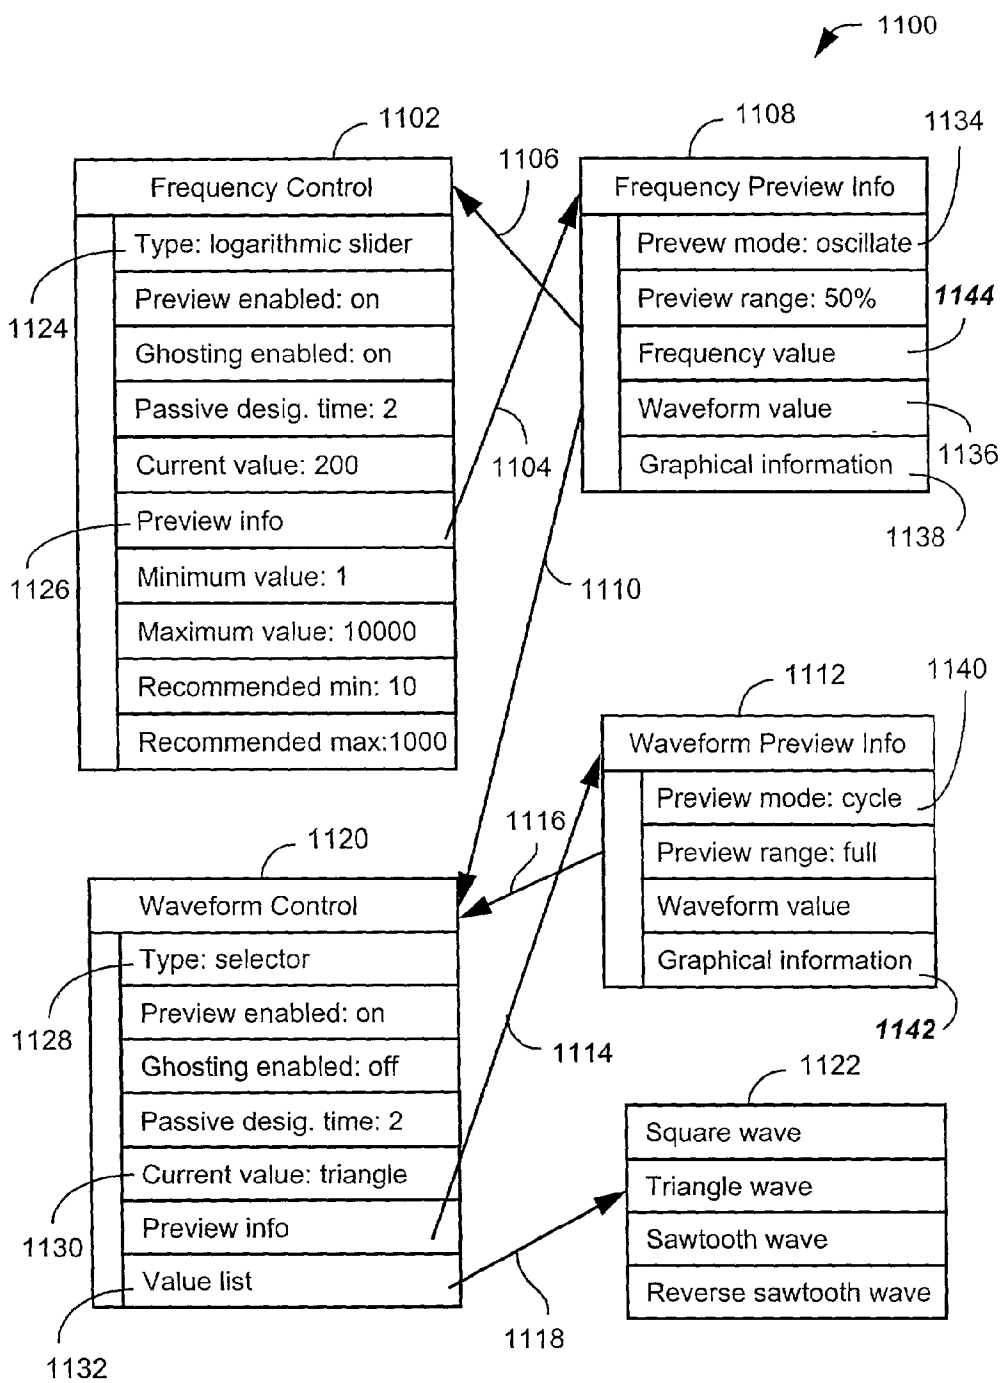 1100
1102
Frequency Control
Type: logarithmic slider
Preview enabled: on
Ghosting enabled: on
Passive desig. time: 2
Current value: 200
Preview info
Minimum value: 1
Maximum value: 10000
Recommended min: 10
Recommended max:1000
1124
1126
1106
1104
1108
1134
Frequency Preview Info
Prevew mode: oscillate
Preview range: 50%
Frequency value
Waveform value
Graphical information
1144
1136
1138
1110
1112
1140
Waveform Preview Info
Preview mode: cycle
Preview range: full
Waveform value
Graphical information
1142
1116
1114
1120
Waveform Control
Type: selector
Preview enabled: on
Ghosting enabled: off
Passive desig. time: 2
Current value: triangle
Preview info
Value list
1128
1130
1132
1118
1122
Square wave
Triangle wave
Sawtooth wave
Reverse sawtooth wave